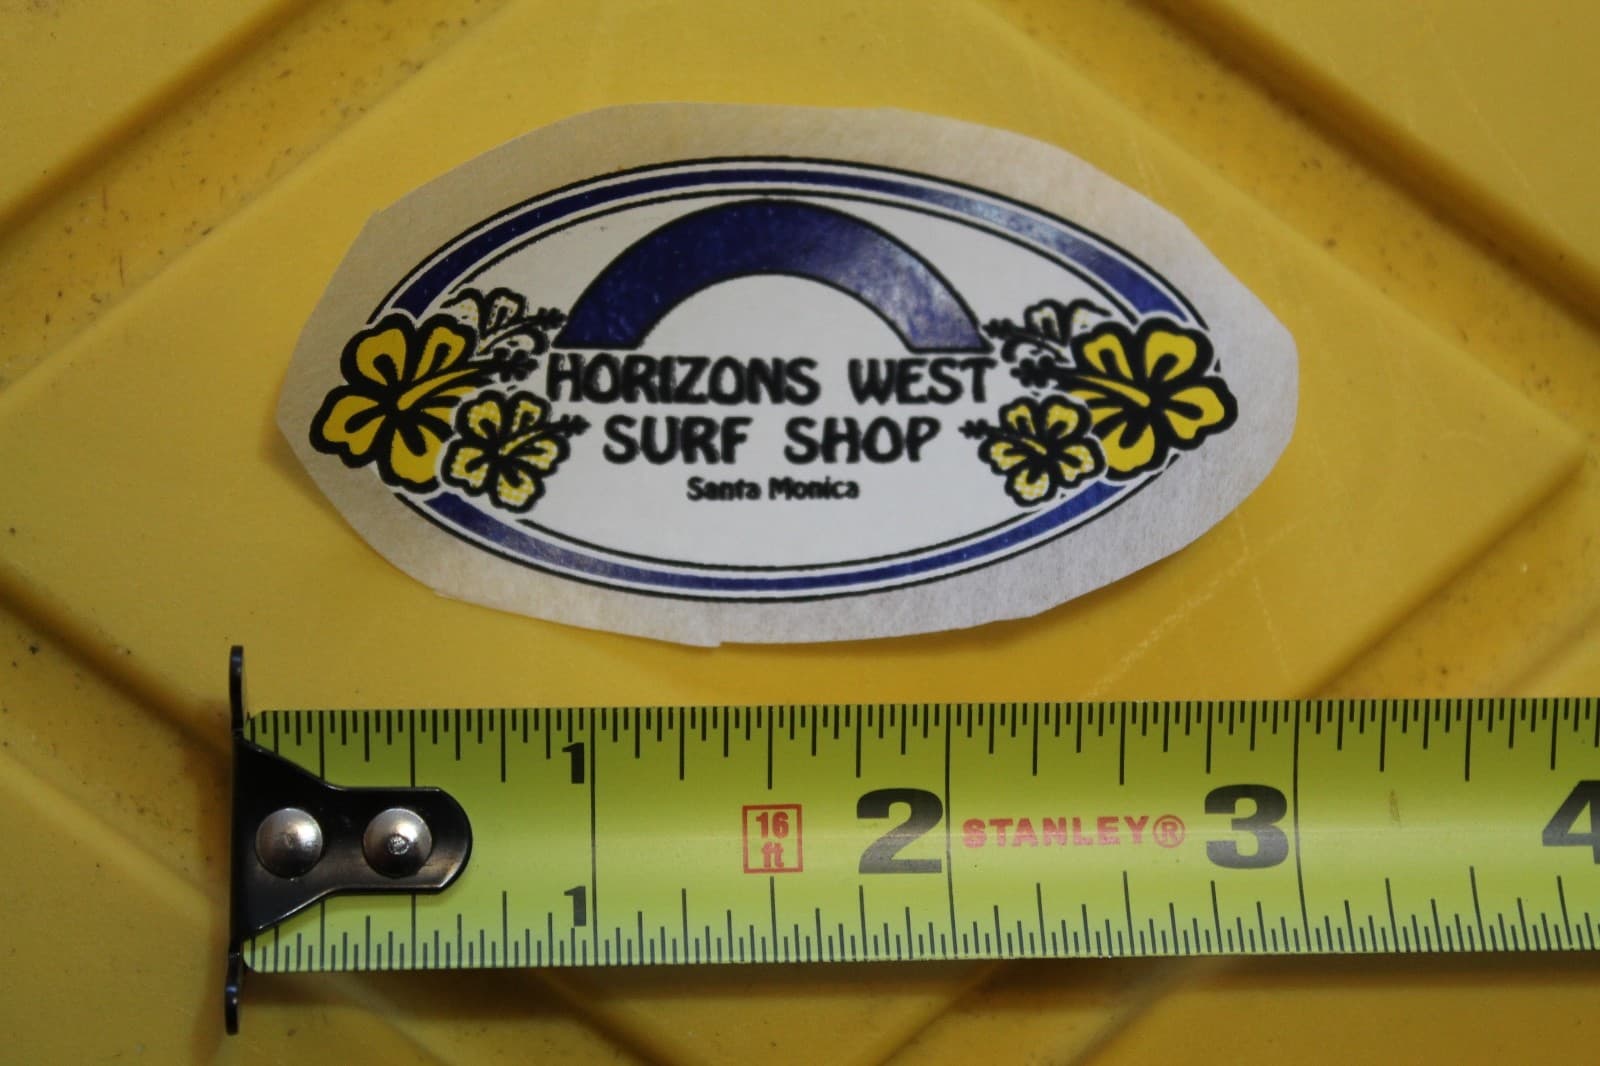 HORIZONS WEST
SURF SHOP
Santa Monica
1
16
ft
2
STANLEY®
3
4
1